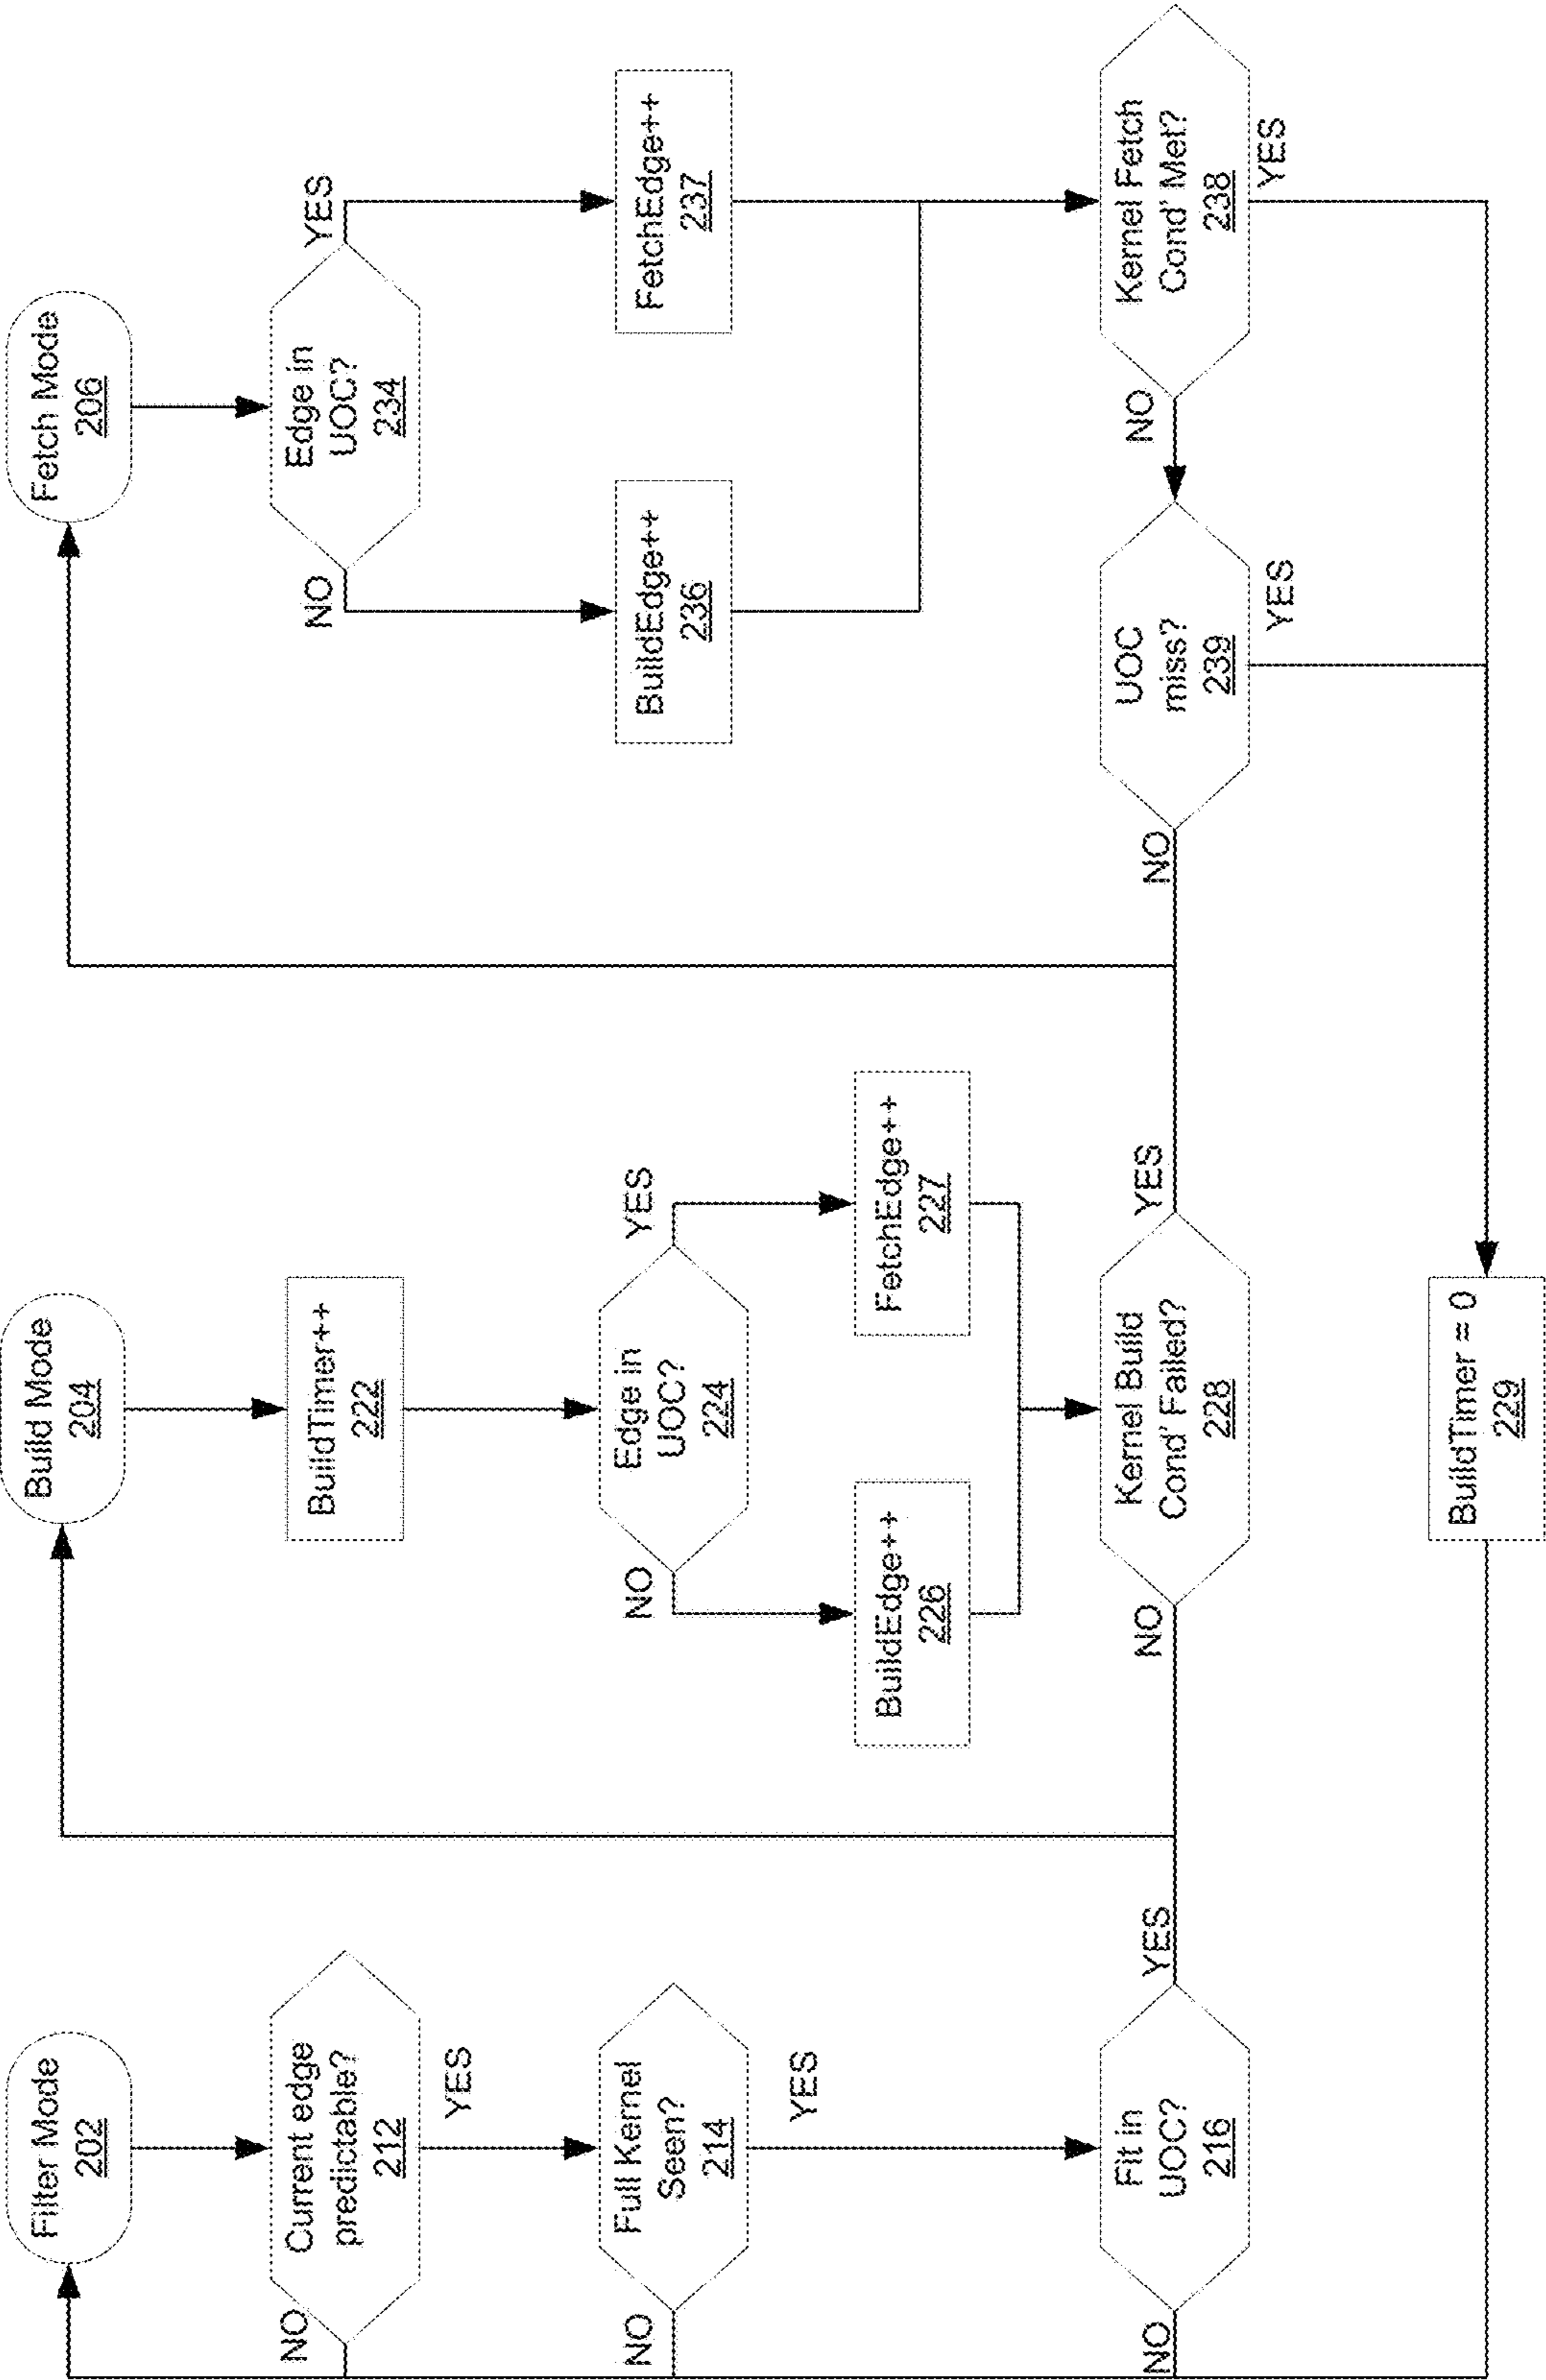 Filter Mode
202
Current edge
predictable?
212
NO
YES
Full Kernel
Seen?
214
NO
YES
Fit in
UOC?
216
NO
YES
Build Mode
204
BuildTimer++
222
Edge in
UOC?
224
NO
YES
BuildEdge++
226
FetchEdge++
227
Kernel Build
Cond' Failed?
228
NO
YES
BuildTimer = 0
229
Fetch Mode
206
Edge in
UOC?
234
NO
YES
BuildEdge++
236
FetchEdge++
237
Kernel Fetch
Cond' Met?
238
NO
YES
UOC
miss?
239
NO
YES